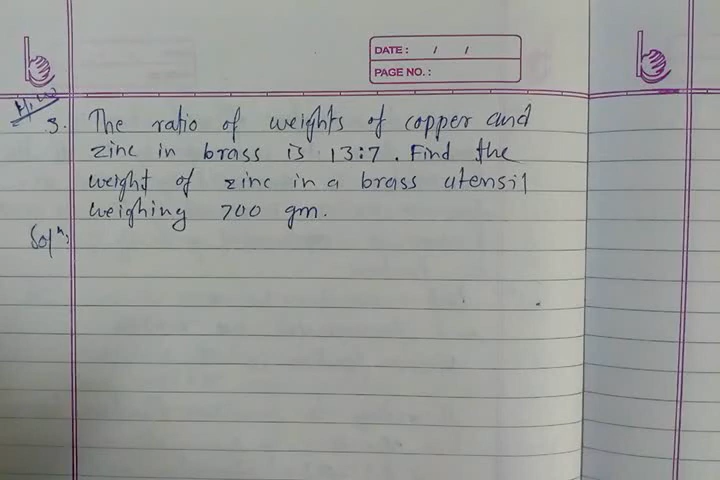 DATE : / /
PAGE NO. :
H.W
3. The ratio of weights of copper and
zinc in brass is 13:7. Find the
weight of zinc in a brass utensil
weighing 700 gm.
Solⁿ: